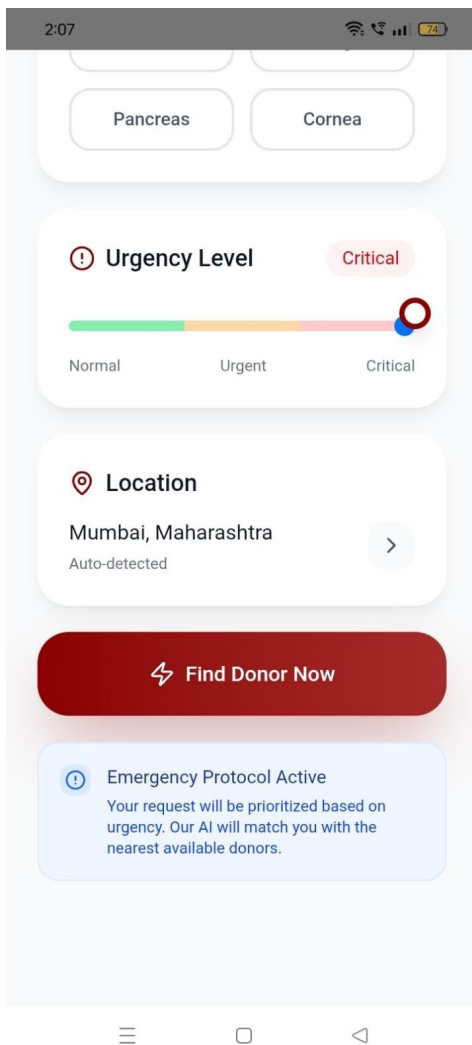 2:07
74
Pancreas
Cornea
Urgency Level
Critical
Normal
Urgent
Critical
Location
Mumbai, Maharashtra
Auto-detected
Find Donor Now
Emergency Protocol Active
Your request will be prioritized based on
urgency. Our AI will match you with the
nearest available donors.